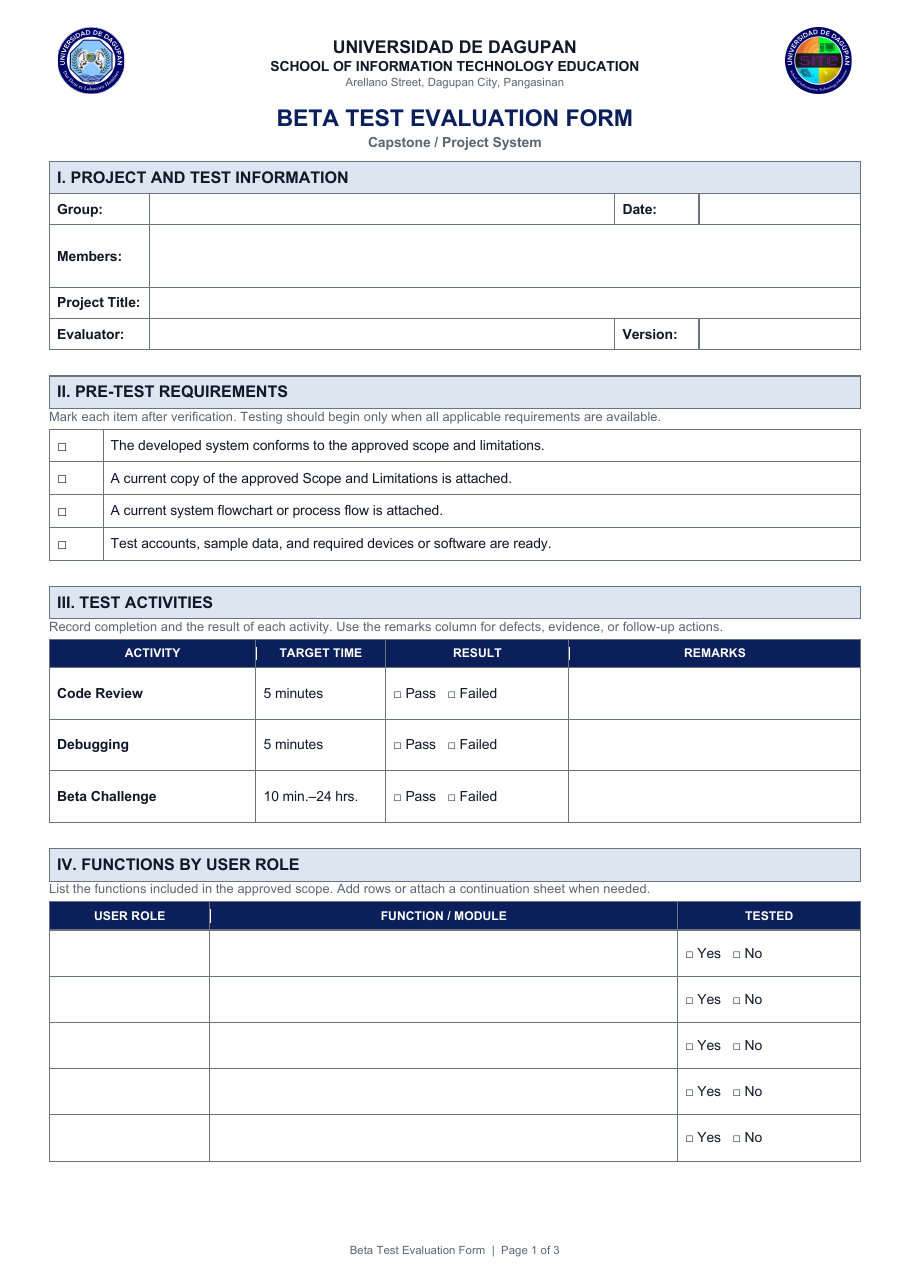 UNIVERSIDAD DE DAGUPAN
SCHOOL OF INFORMATION TECHNOLOGY EDUCATION
Arellano Street, Dagupan City, Pangasinan
UNIVERSIDAD DE DAGUPAN
SITE
BETA TEST EVALUATION FORM
Capstone / Project System
I. PROJECT AND TEST INFORMATION
Group: Date:
Members:
Project Title:
Evaluator: Version:
II. PRE-TEST REQUIREMENTS
Mark each item after verification. Testing should begin only when all applicable requirements are available.
□ The developed system conforms to the approved scope and limitations.
□ A current copy of the approved Scope and Limitations is attached.
□ A current system flowchart or process flow is attached.
□ Test accounts, sample data, and required devices or software are ready.
III. TEST ACTIVITIES
Record completion and the result of each activity. Use the remarks column for defects, evidence, or follow-up actions.
ACTIVITY TARGET TIME RESULT REMARKS
Code Review 5 minutes □ Pass □ Failed
Debugging 5 minutes □ Pass □ Failed
Beta Challenge 10 min.–24 hrs. □ Pass □ Failed
IV. FUNCTIONS BY USER ROLE
List the functions included in the approved scope. Add rows or attach a continuation sheet when needed.
USER ROLE FUNCTION / MODULE TESTED
□ Yes □ No
□ Yes □ No
□ Yes □ No
□ Yes □ No
□ Yes □ No
Beta Test Evaluation Form | Page 1 of 3